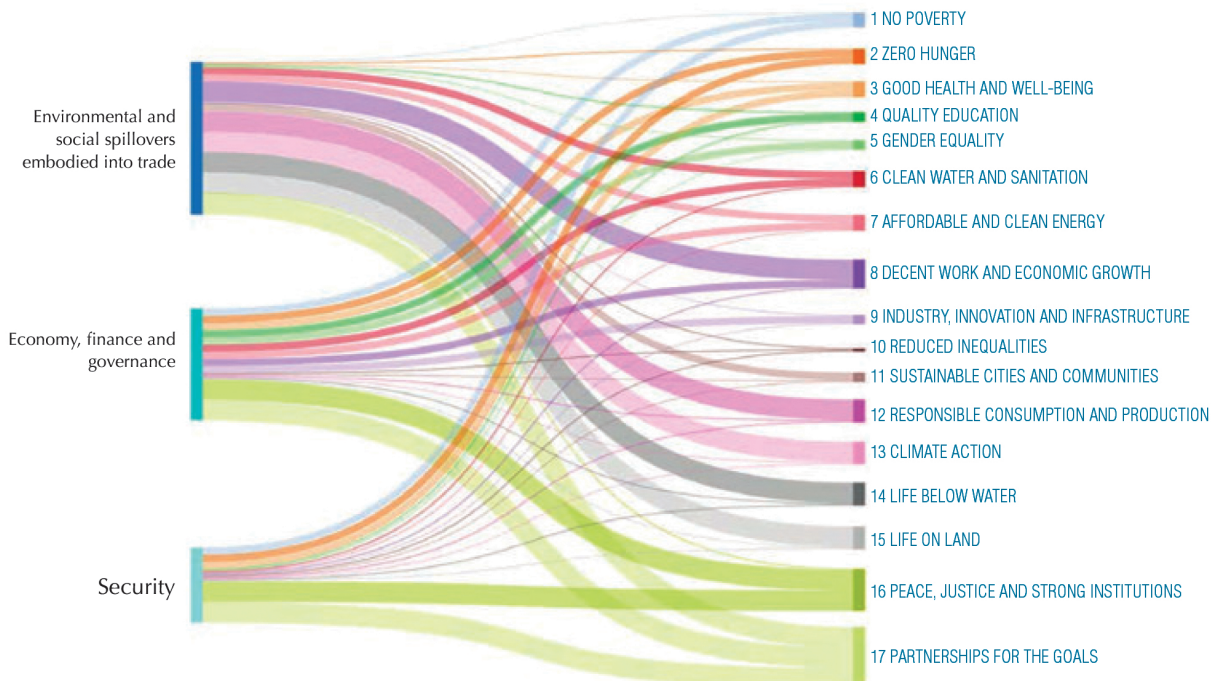 Environmental and
social spillovers
embodied into trade
Economy, finance and
governance
Security
1 NO POVERTY
2 ZERO HUNGER
3 GOOD HEALTH AND WELL-BEING
4 QUALITY EDUCATION
5 GENDER EQUALITY
6 CLEAN WATER AND SANITATION
7 AFFORDABLE AND CLEAN ENERGY
8 DECENT WORK AND ECONOMIC GROWTH
9 INDUSTRY, INNOVATION AND INFRASTRUCTURE
10 REDUCED INEQUALITIES
11 SUSTAINABLE CITIES AND COMMUNITIES
12 RESPONSIBLE CONSUMPTION AND PRODUCTION
13 CLIMATE ACTION
14 LIFE BELOW WATER
15 LIFE ON LAND
16 PEACE, JUSTICE AND STRONG INSTITUTIONS
17 PARTNERSHIPS FOR THE GOALS